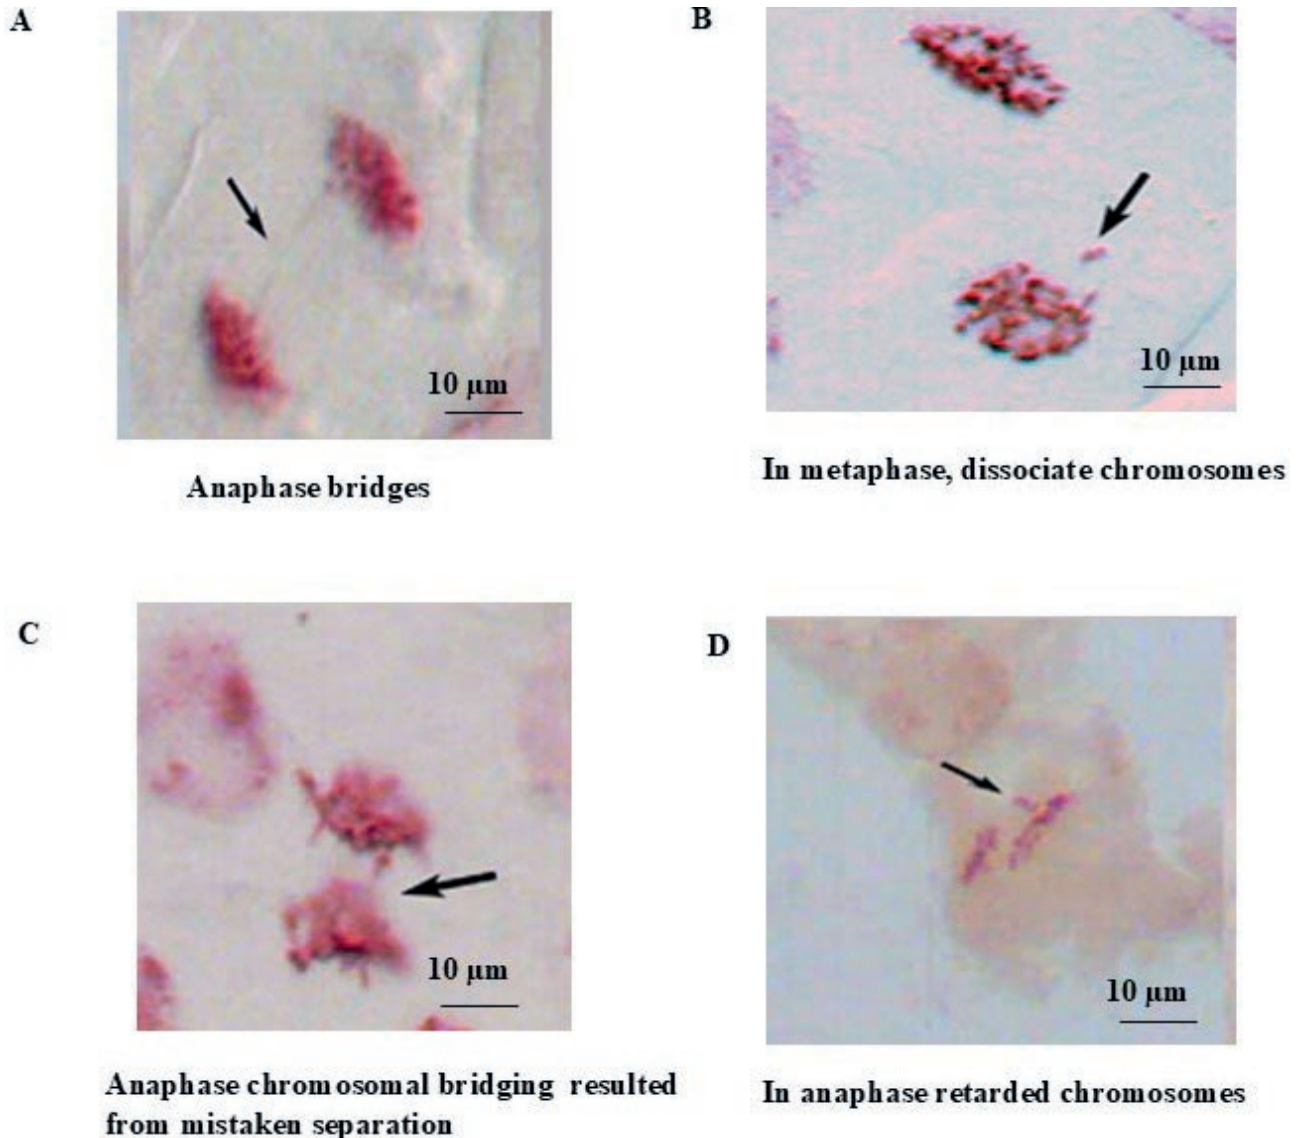 A
B
10 µm
10 µm
Anaphase bridges
In metaphase, dissociate chromosomes
C
D
10 µm
10 µm
Anaphase chromosomal bridging resulted
from mistaken separation
In anaphase retarded chromosomes